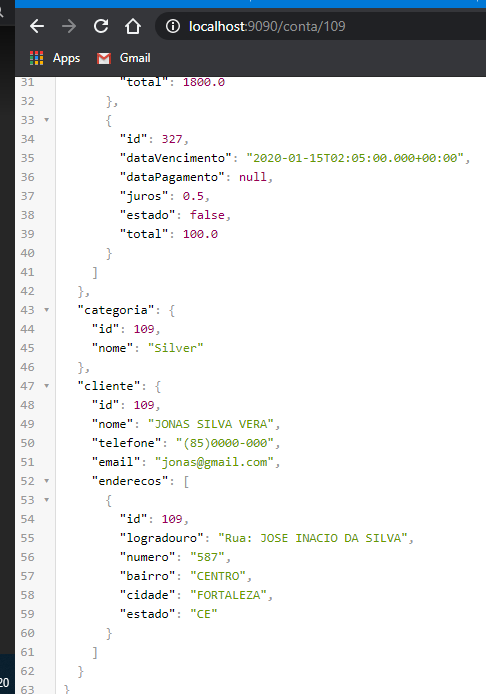 localhost:9090/conta/109
Apps Gmail
31 "total": 1800.0
32 },
33 {
34 "id": 327,
35 "dataVencimento": "2020-01-15T02:05:00.000+00:00",
36 "dataPagamento": null,
37 "juros": 0.5,
38 "estado": false,
39 "total": 100.0
40 }
41 ]
42 },
43 "categoria": {
44 "id": 109,
45 "nome": "Silver"
46 },
47 "cliente": {
48 "id": 109,
49 "nome": "JONAS SILVA VERA",
50 "telefone": "(85)0000-000",
51 "email": "jonas@gmail.com",
52 "enderecos": [
53 {
54 "id": 109,
55 "logradouro": "Rua: JOSE INACIO DA SILVA",
56 "numero": "587",
57 "bairro": "CENTRO",
58 "cidade": "FORTALEZA",
59 "estado": "CE"
60 }
61 ]
62 }
63 }
20